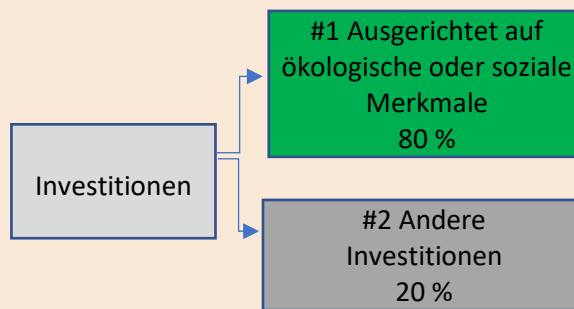 #1 Ausgerichtet auf
ökologische oder soziale
Merkmale
80 %
Investitionen
#2 Andere
Investitionen
20 %